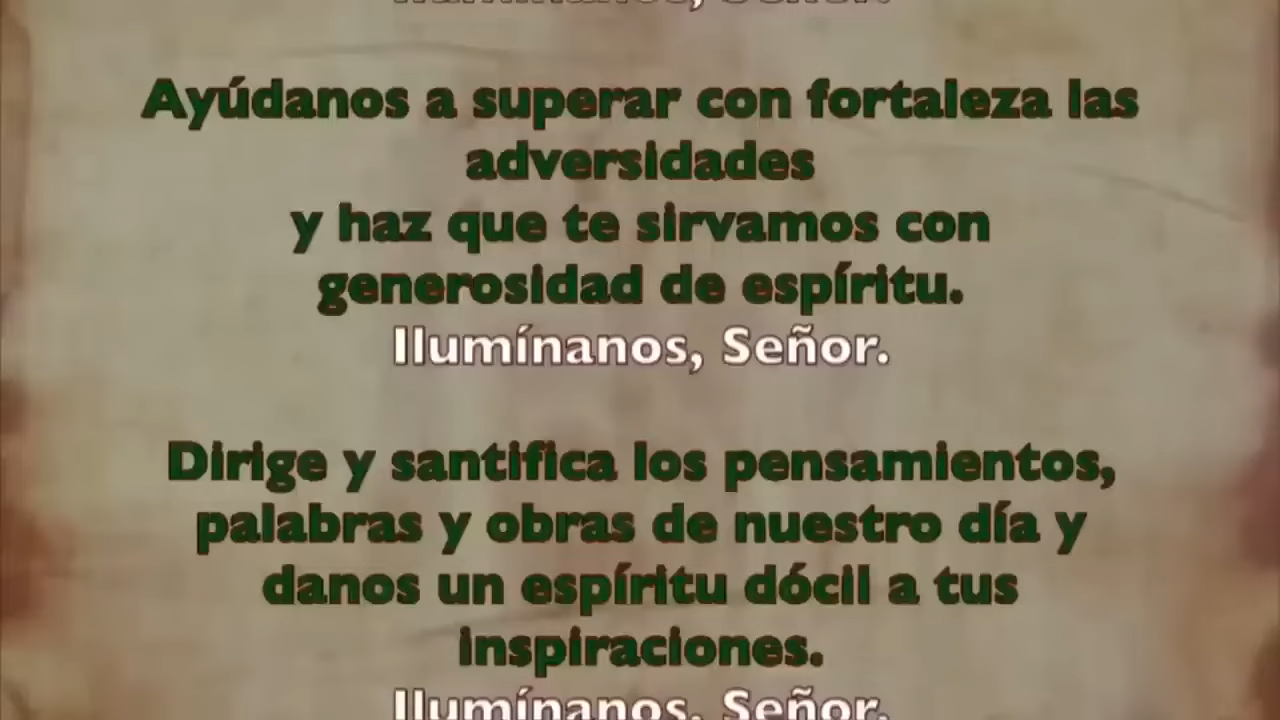 Ilumínanos, Señor.
Ayúdanos a superar con fortaleza las
adversidades
y haz que te sirvamos con
generosidad de espíritu.
Ilumínanos, Señor.
Dirige y santifica los pensamientos,
palabras y obras de nuestro día y
danos un espíritu dócil a tus
inspiraciones.
Ilumínanos, Señor.